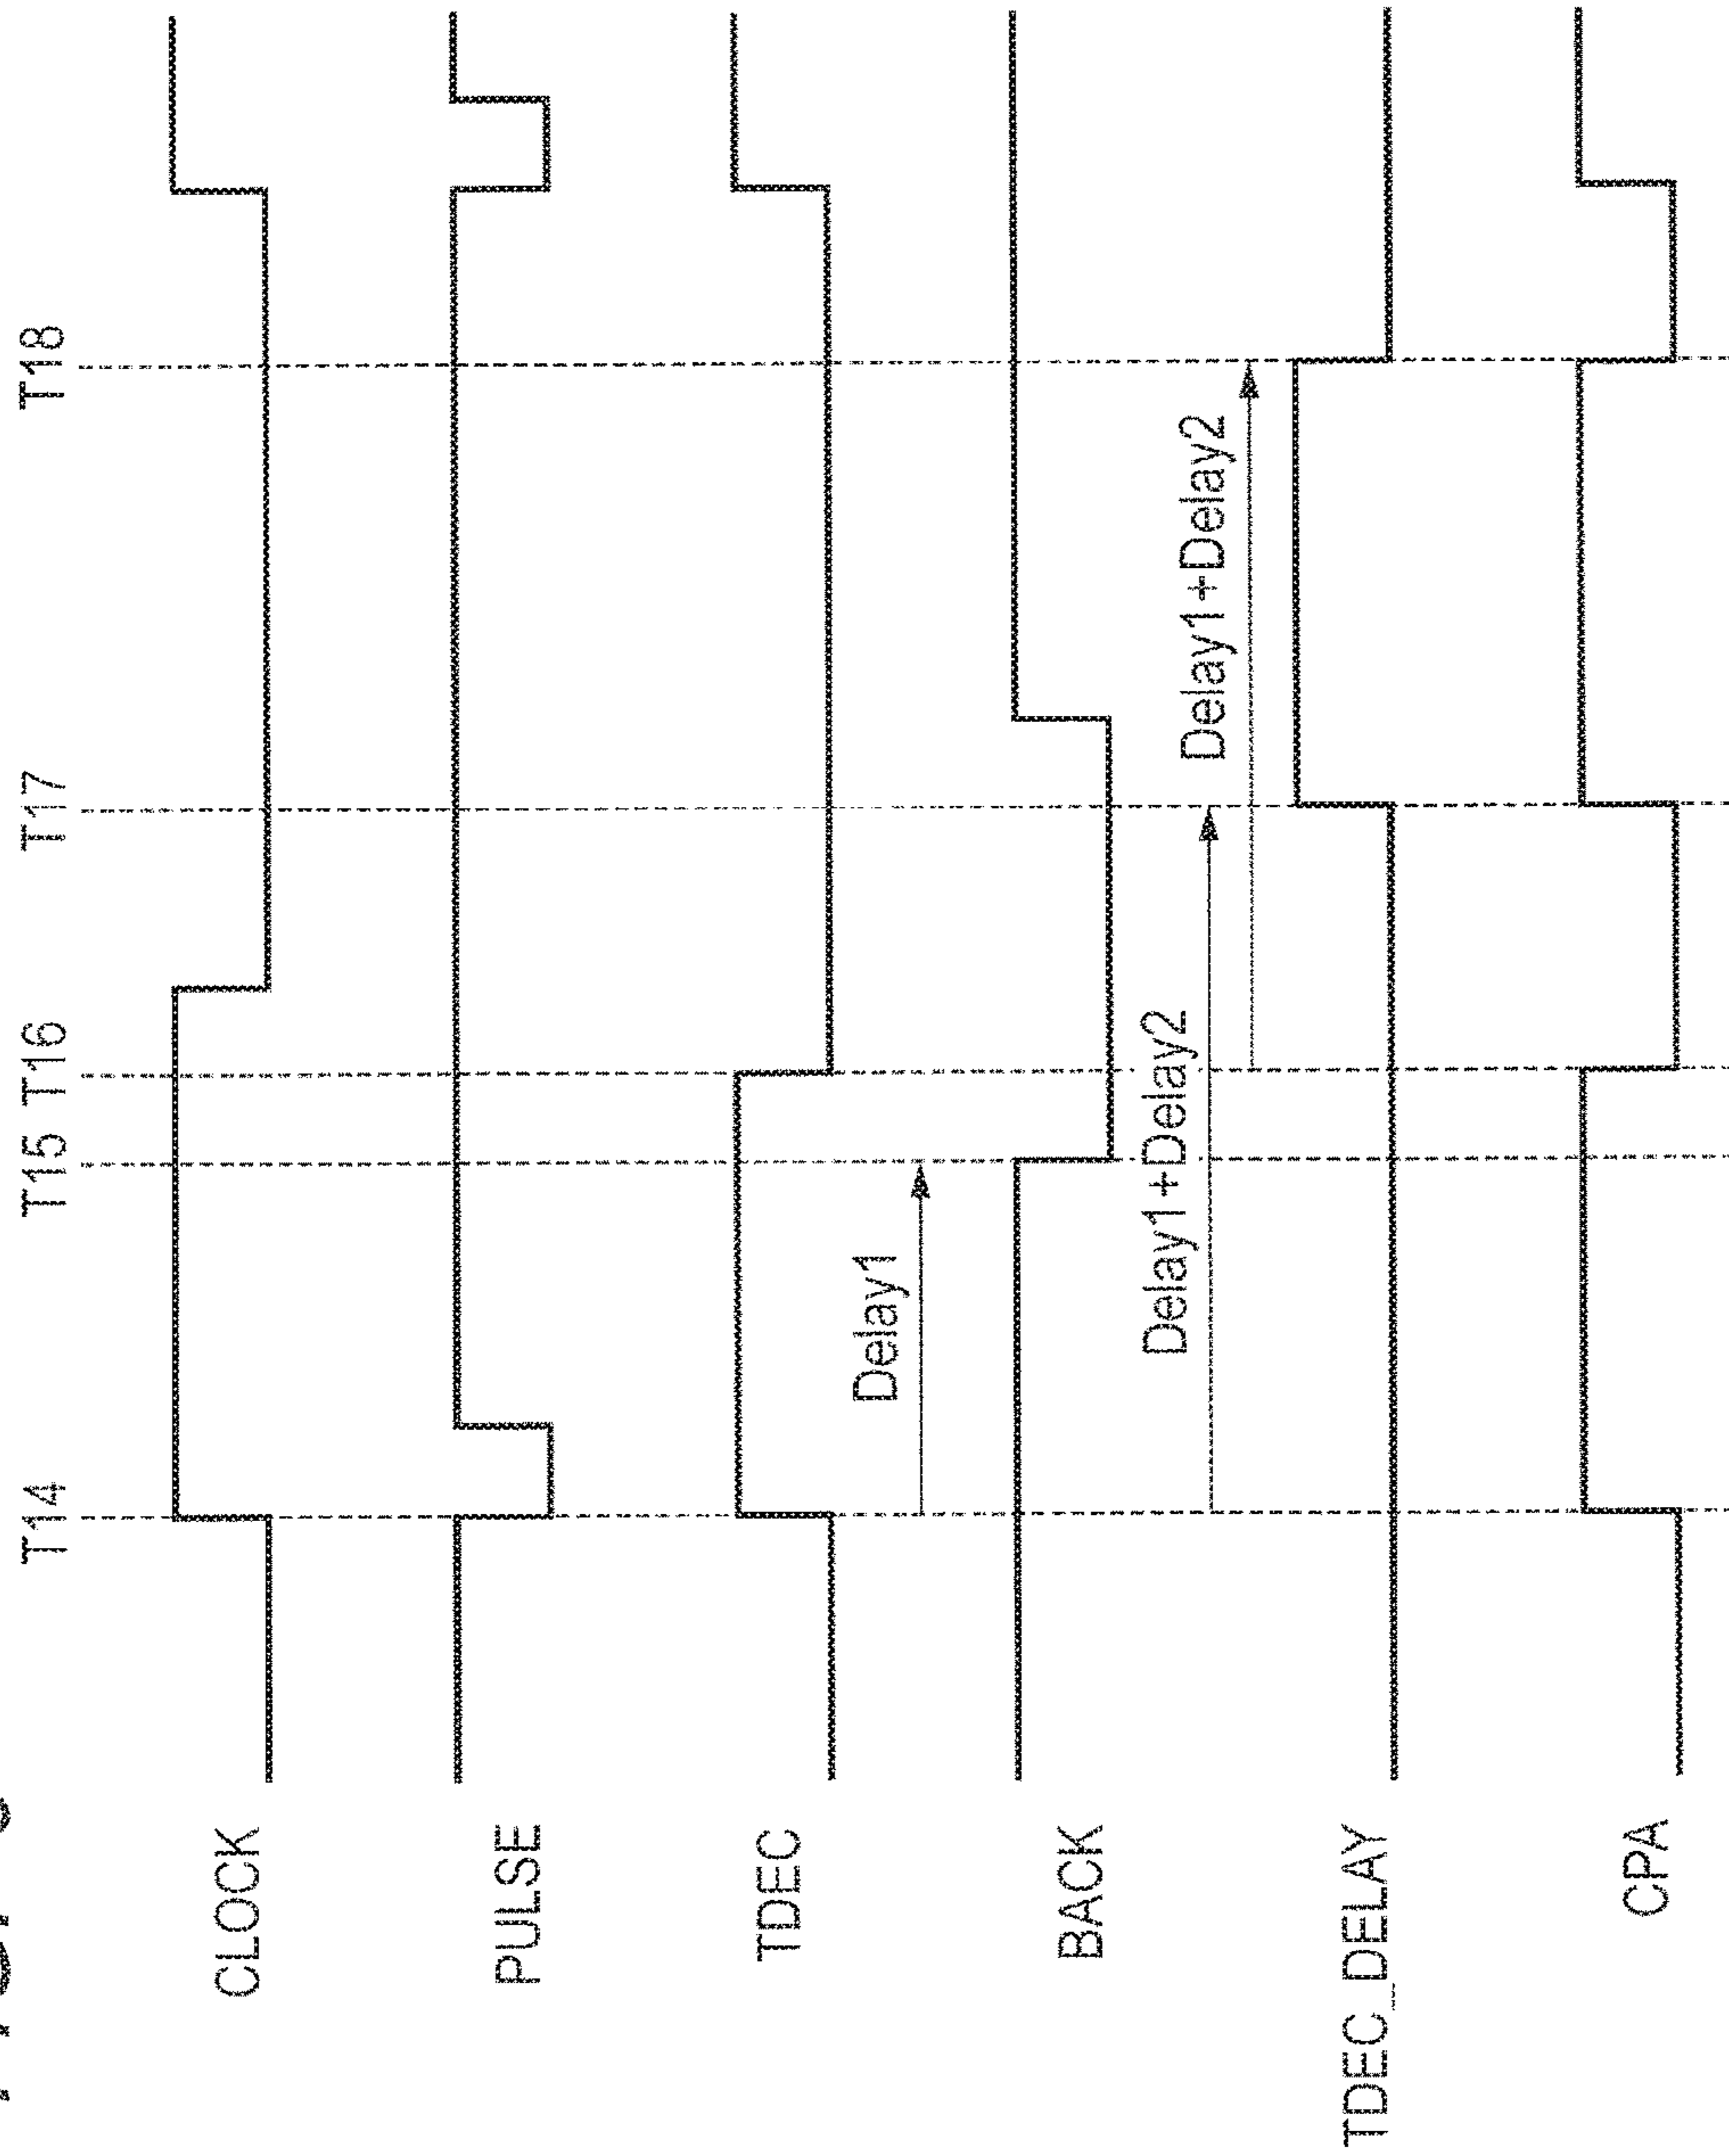 T14
T15
T16
T17
T18
CLOCK
PULSE
TDEC
Delay1
BACK
Delay1+Delay2
Delay1+Delay2
TDEC_DELAY
CPA